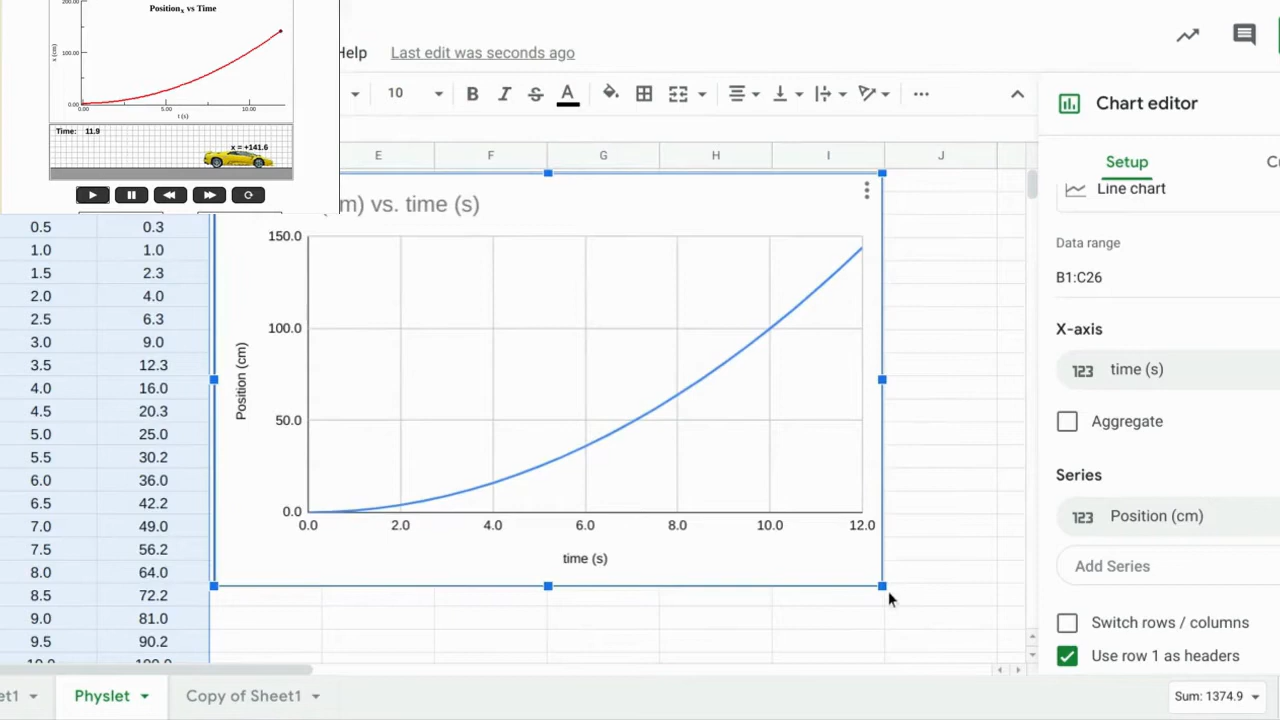 200.00
Positionx vs Time
x (cm)
100.00
0.00
0.00
5.00
10.00
t (s)
Time: 11.9
x = +141.6
Help
Last edit was seconds ago
10
B I S A
Chart editor
Setup
E F G H I J
Line chart
m) vs. time (s)
Data range
B1:C26
X-axis
123 time (s)
Aggregate
Series
123 Position (cm)
Add Series
Switch rows / columns
Use row 1 as headers
0.5 0.3
1.0 1.0
1.5 2.3
2.0 4.0
2.5 6.3
3.0 9.0
3.5 12.3
4.0 16.0
4.5 20.3
5.0 25.0
5.5 30.2
6.0 36.0
6.5 42.2
7.0 49.0
7.5 56.2
8.0 64.0
8.5 72.2
9.0 81.0
9.5 90.2
150.0
100.0
50.0
0.0
Position (cm)
0.0 2.0 4.0 6.0 8.0 10.0 12.0
time (s)
Physlet
Copy of Sheet1
Sum: 1374.9